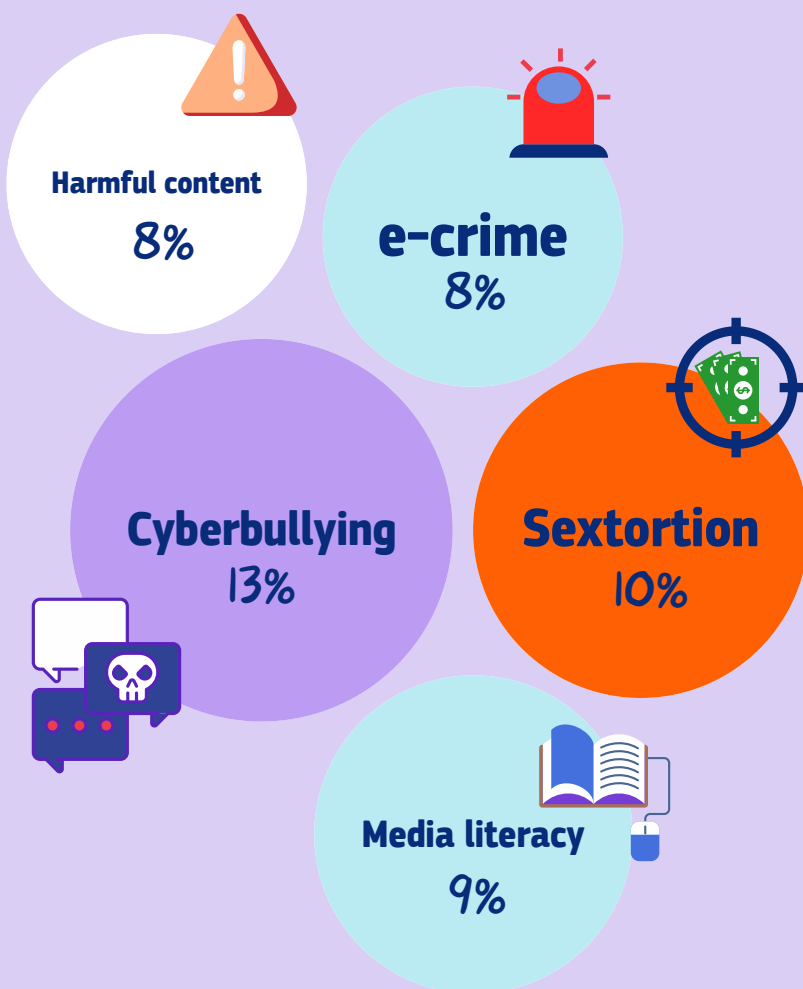 Harmful content
8%
e-crime
8%
Cyberbullying
13%
Sextortion
10%
Media literacy
9%